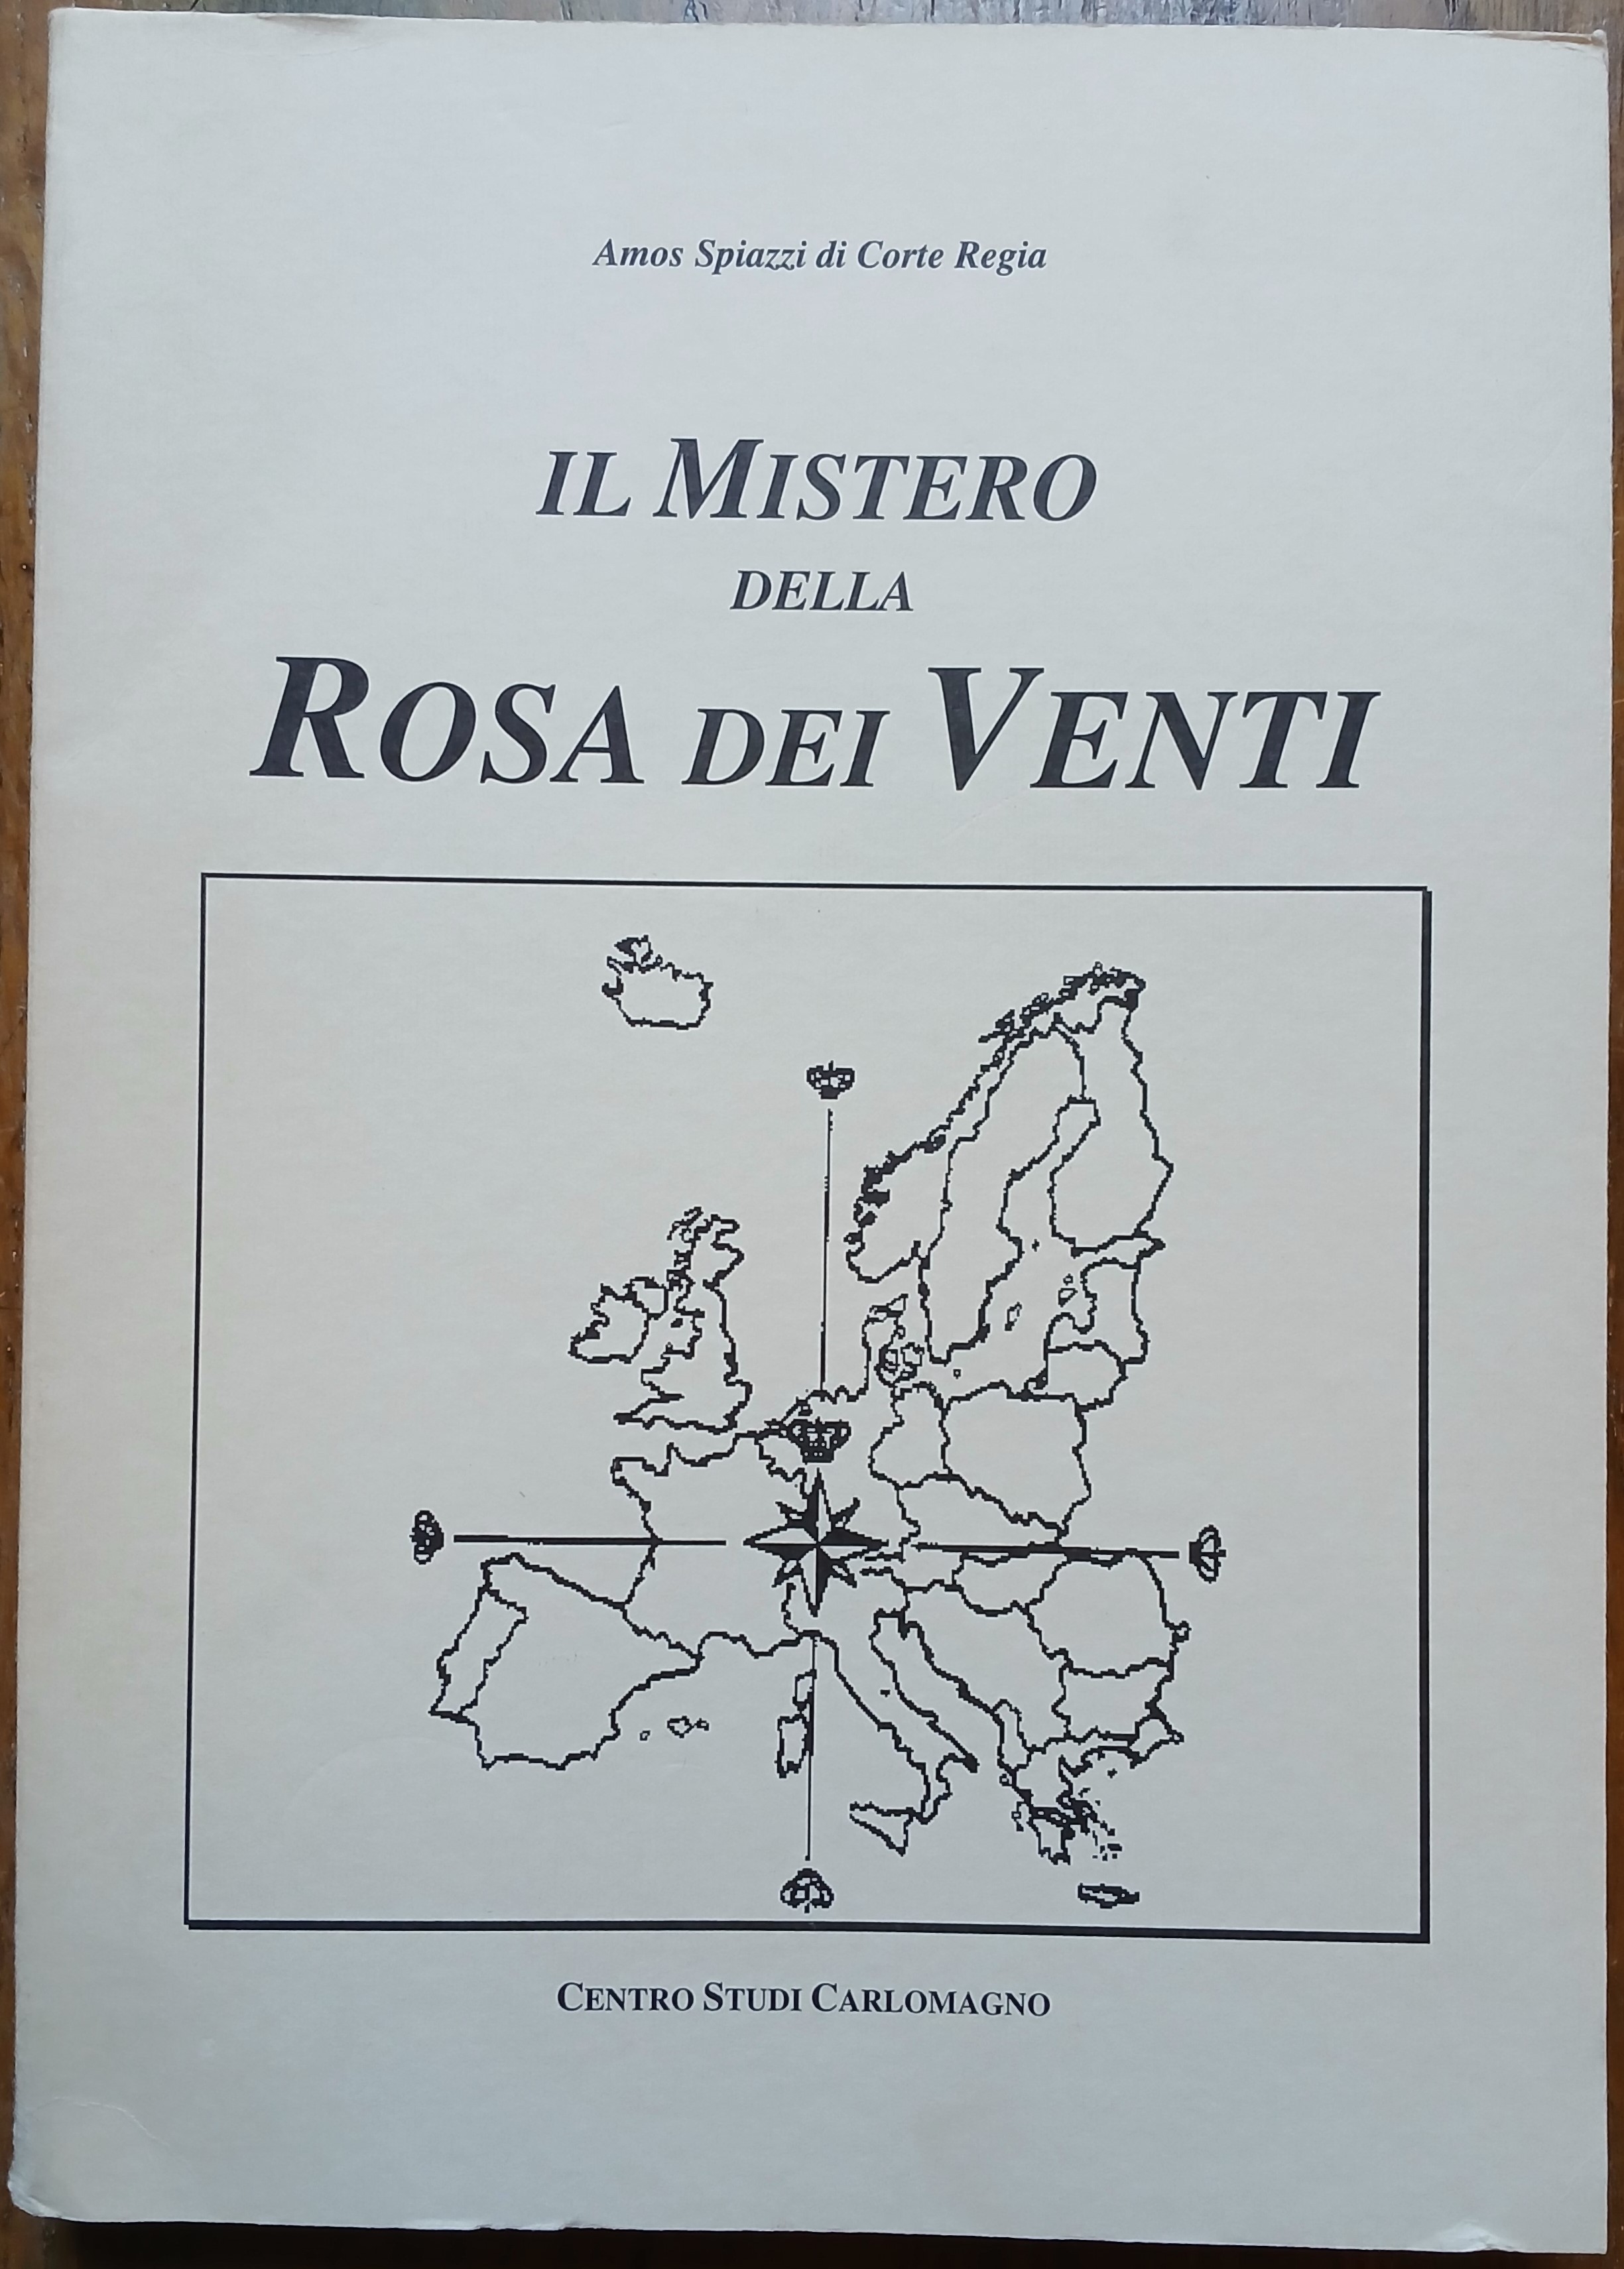 Amos Spiazzi di Corte Regia
IL MISTERO
DELLA
ROSA DEI VENTI
CENTRO STUDI CARLOMAGNO